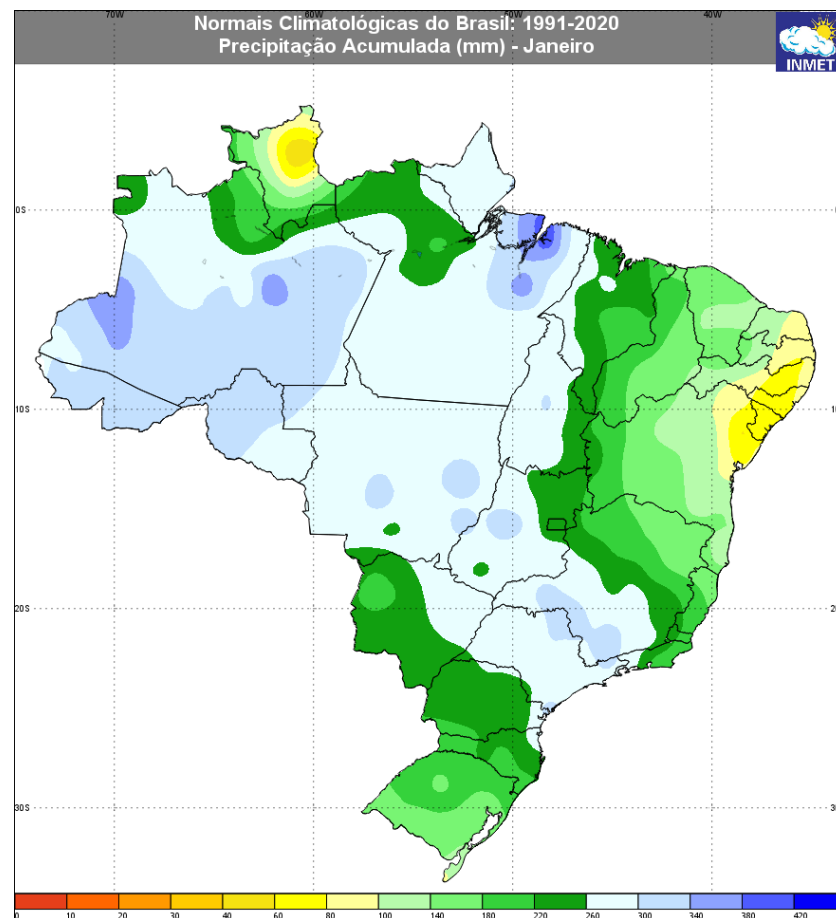 Normais Climatológicas do Brasil: 1991-2020
Precipitação Acumulada (mm) - Janeiro
INMET
70W 60W 50W 40W
0S
10S
20S
30S
0 10 20 30 40 60 80 100 140 180 220 260 300 340 380 420